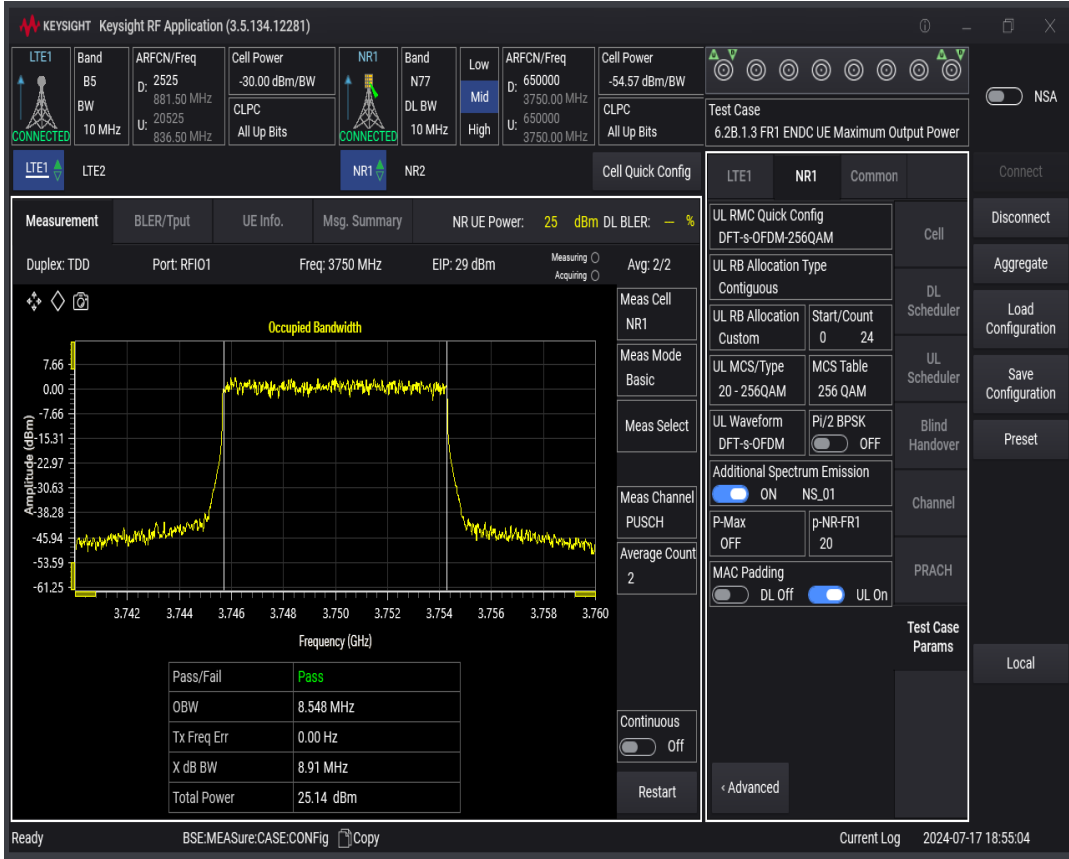 KEYSIGHT Keysight RF Application (3.5.134.12281)
LTE1 Band ARFCN/Freq Cell Power NR1 Band Low ARFCN/Freq Cell Power
B5 D: 2525 -30.00 dBm/BW N77 D: 650000 -54.57 dBm/BW
881.50 MHz 3750.00 MHz
BW CLPC DL BW Mid CLPC
CONNECTED 10 MHz U: 20525 All Up Bits CONNECTED 10 MHz High U: 650000 All Up Bits
836.50 MHz 3750.00 MHz
A V A V
NSA
Test Case
6.2B.1.3 FR1 ENDC UE Maximum Output Power
LTE1 LTE2 NR1 NR2 Cell Quick Config
Measurement BLER/Tput UE Info. Msg. Summary NR UE Power: 25 dBm DL BLER: — %
Duplex: TDD Port: RFIO1 Freq: 3750 MHz EIP: 29 dBm Measuring Avg: 2/2
Acquiring
Occupied Bandwidth
Amplitude (dBm)
7.66
0.00
-7.66
-15.31
-22.97
-30.63
-38.28
-45.94
-53.59
-61.25
3.742 3.744 3.746 3.748 3.750 3.752 3.754 3.756 3.758 3.760
Frequency (GHz)
Pass/Fail Pass
OBW 8.548 MHz
Tx Freq Err 0.00 Hz
X dB BW 8.91 MHz
Total Power 25.14 dBm
Meas Cell
NR1
Meas Mode
Basic
Meas Select
Meas Channel
PUSCH
Average Count
2
Continuous
Off
Restart
LTE1 NR1 Common
UL RMC Quick Config
DFT-s-OFDM-256QAM
UL RB Allocation Type
Contiguous
UL RB Allocation Start/Count
Custom 0 24
UL MCS/Type MCS Table
20 - 256QAM 256 QAM
UL Waveform Pi/2 BPSK
DFT-s-OFDM OFF
Additional Spectrum Emission
ON NS_01
P-Max p-NR-FR1
OFF 20
MAC Padding
DL Off UL On
‹ Advanced
Cell
DL
Scheduler
UL
Scheduler
Blind
Handover
Channel
PRACH
Test Case
Params
Connect
Disconnect
Aggregate
Load
Configuration
Save
Configuration
Preset
Local
Ready BSE:MEASure:CASE:CONFig Copy Current Log 2024-07-17 18:55:04